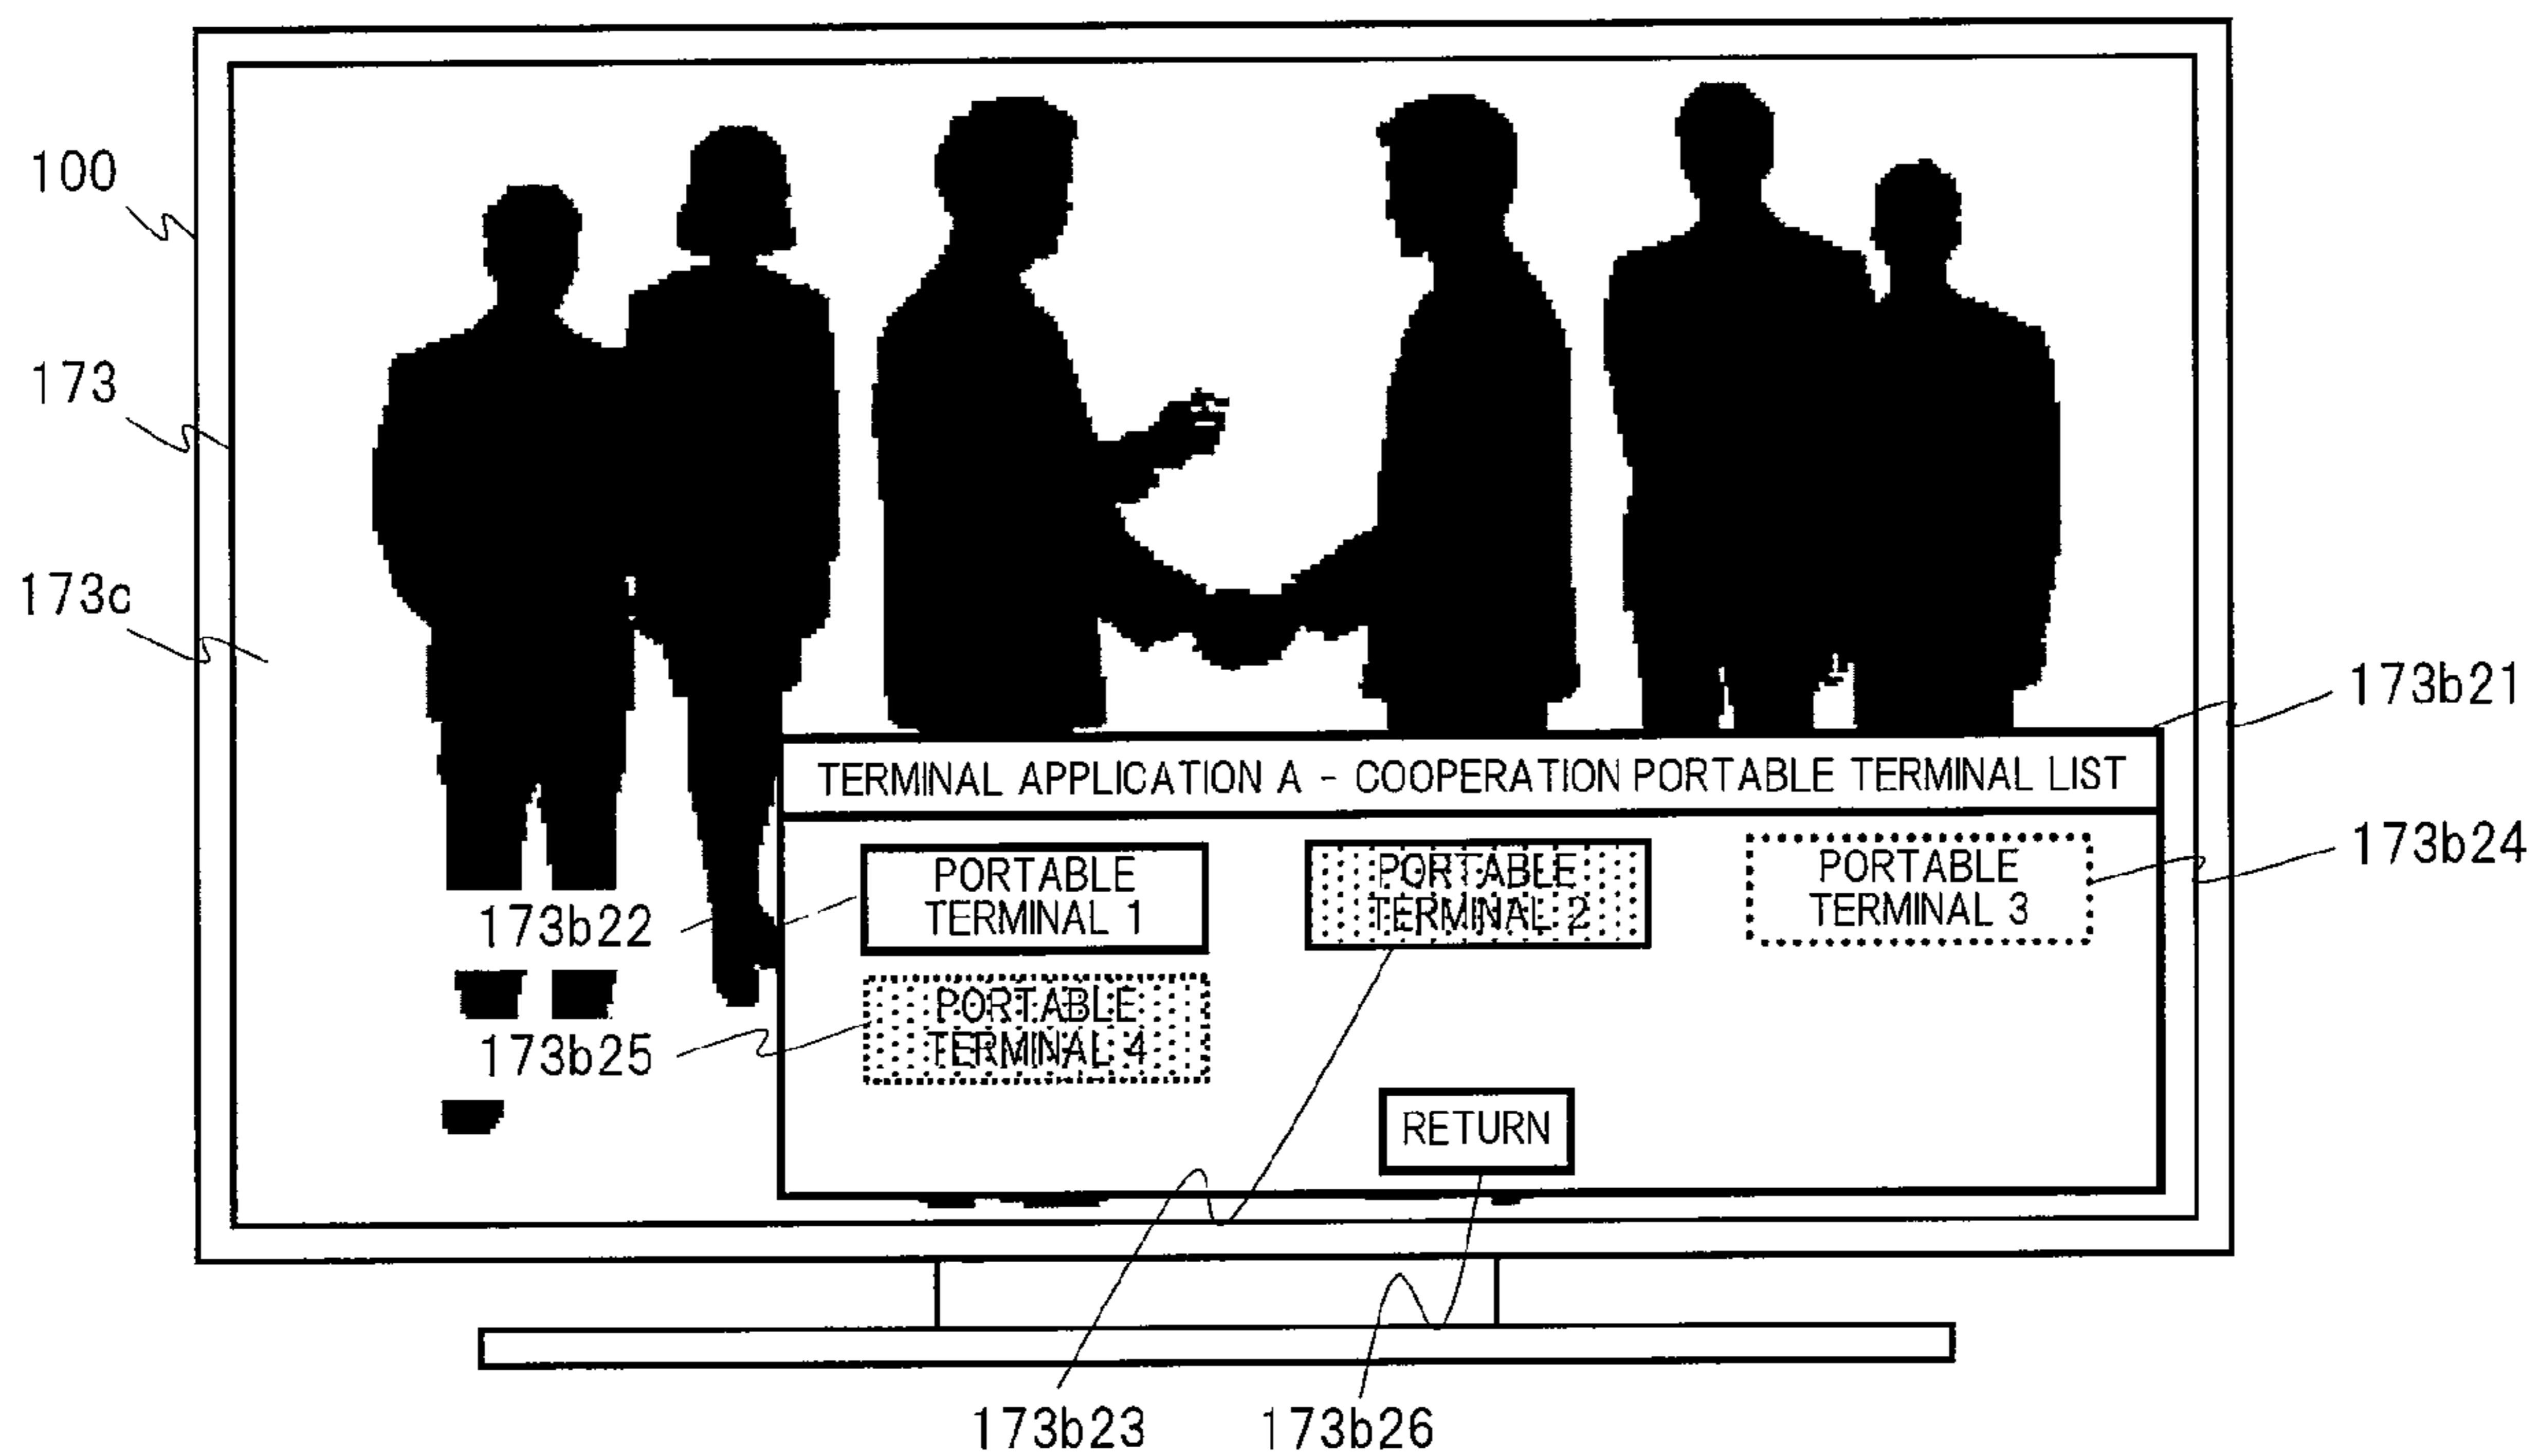 100
173
173c
173b21
TERMINAL APPLICATION A - COOPERATION PORTABLE TERMINAL LIST
173b24
PORTABLE
TERMINAL 1
PORTABLE
TERMINAL 2
PORTABLE
TERMINAL 3
173b22
PORTABLE
TERMINAL 4
173b25
RETURN
173b23
173b26